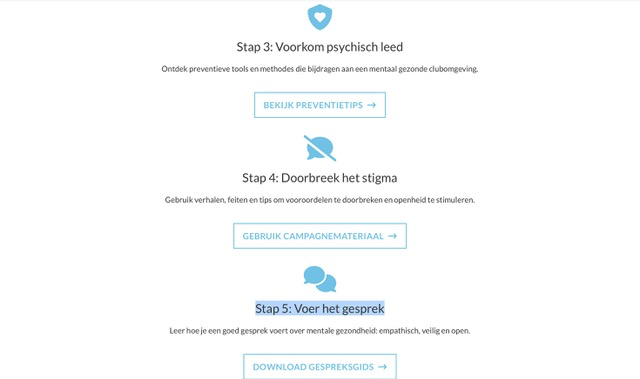 Stap 3: Voorkom psychisch leed
Ontdek preventieve tools en methodes die bijdragen aan een mentaal gezonde clubomgeving.
BEKIJK PREVENTIETIPS →
Stap 4: Doorbreek het stigma
Gebruik verhalen, feiten en tips om vooroordelen te doorbreken en openheid te stimuleren.
GEBRUIK CAMPAGNEMATERIAAL →
Stap 5: Voer het gesprek
Leer hoe je een goed gesprek voert over mentale gezondheid: empathisch, veilig en open.
DOWNLOAD GESPREKSGIDS →